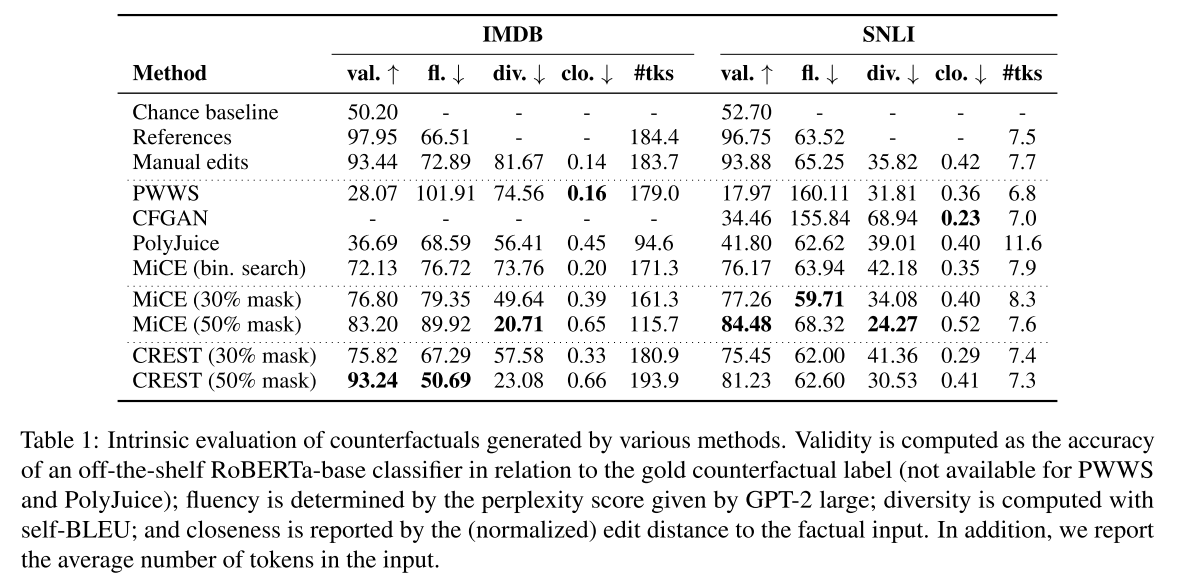 IMDB SNLI
Method val. ↑ fl. ↓ div. ↓ clo. ↓ #tks val. ↑ fl. ↓ div. ↓ clo. ↓ #tks
Chance baseline 50.20 - - - - 52.70 - - - -
References 97.95 66.51 - - 184.4 96.75 63.52 - - 7.5
Manual edits 93.44 72.89 81.67 0.14 183.7 93.88 65.25 35.82 0.42 7.7
PWWS 28.07 101.91 74.56 0.16 179.0 17.97 160.11 31.81 0.36 6.8
CFGAN - - - - - 34.46 155.84 68.94 0.23 7.0
PolyJuice 36.69 68.59 56.41 0.45 94.6 41.80 62.62 39.01 0.40 11.6
MiCE (bin. search) 72.13 76.72 73.76 0.20 171.3 76.17 63.94 42.18 0.35 7.9
MiCE (30% mask) 76.80 79.35 49.64 0.39 161.3 77.26 59.71 34.08 0.40 8.3
MiCE (50% mask) 83.20 89.92 20.71 0.65 115.7 84.48 68.32 24.27 0.52 7.6
CREST (30% mask) 75.82 67.29 57.58 0.33 180.9 75.45 62.00 41.36 0.29 7.4
CREST (50% mask) 93.24 50.69 23.08 0.66 193.9 81.23 62.60 30.53 0.41 7.3
Table 1: Intrinsic evaluation of counterfactuals generated by various methods. Validity is computed as the accuracy
of an off-the-shelf RoBERTa-base classifier in relation to the gold counterfactual label (not available for PWWS
and PolyJuice); fluency is determined by the perplexity score given by GPT-2 large; diversity is computed with
self-BLEU; and closeness is reported by the (normalized) edit distance to the factual input. In addition, we report
the average number of tokens in the input.